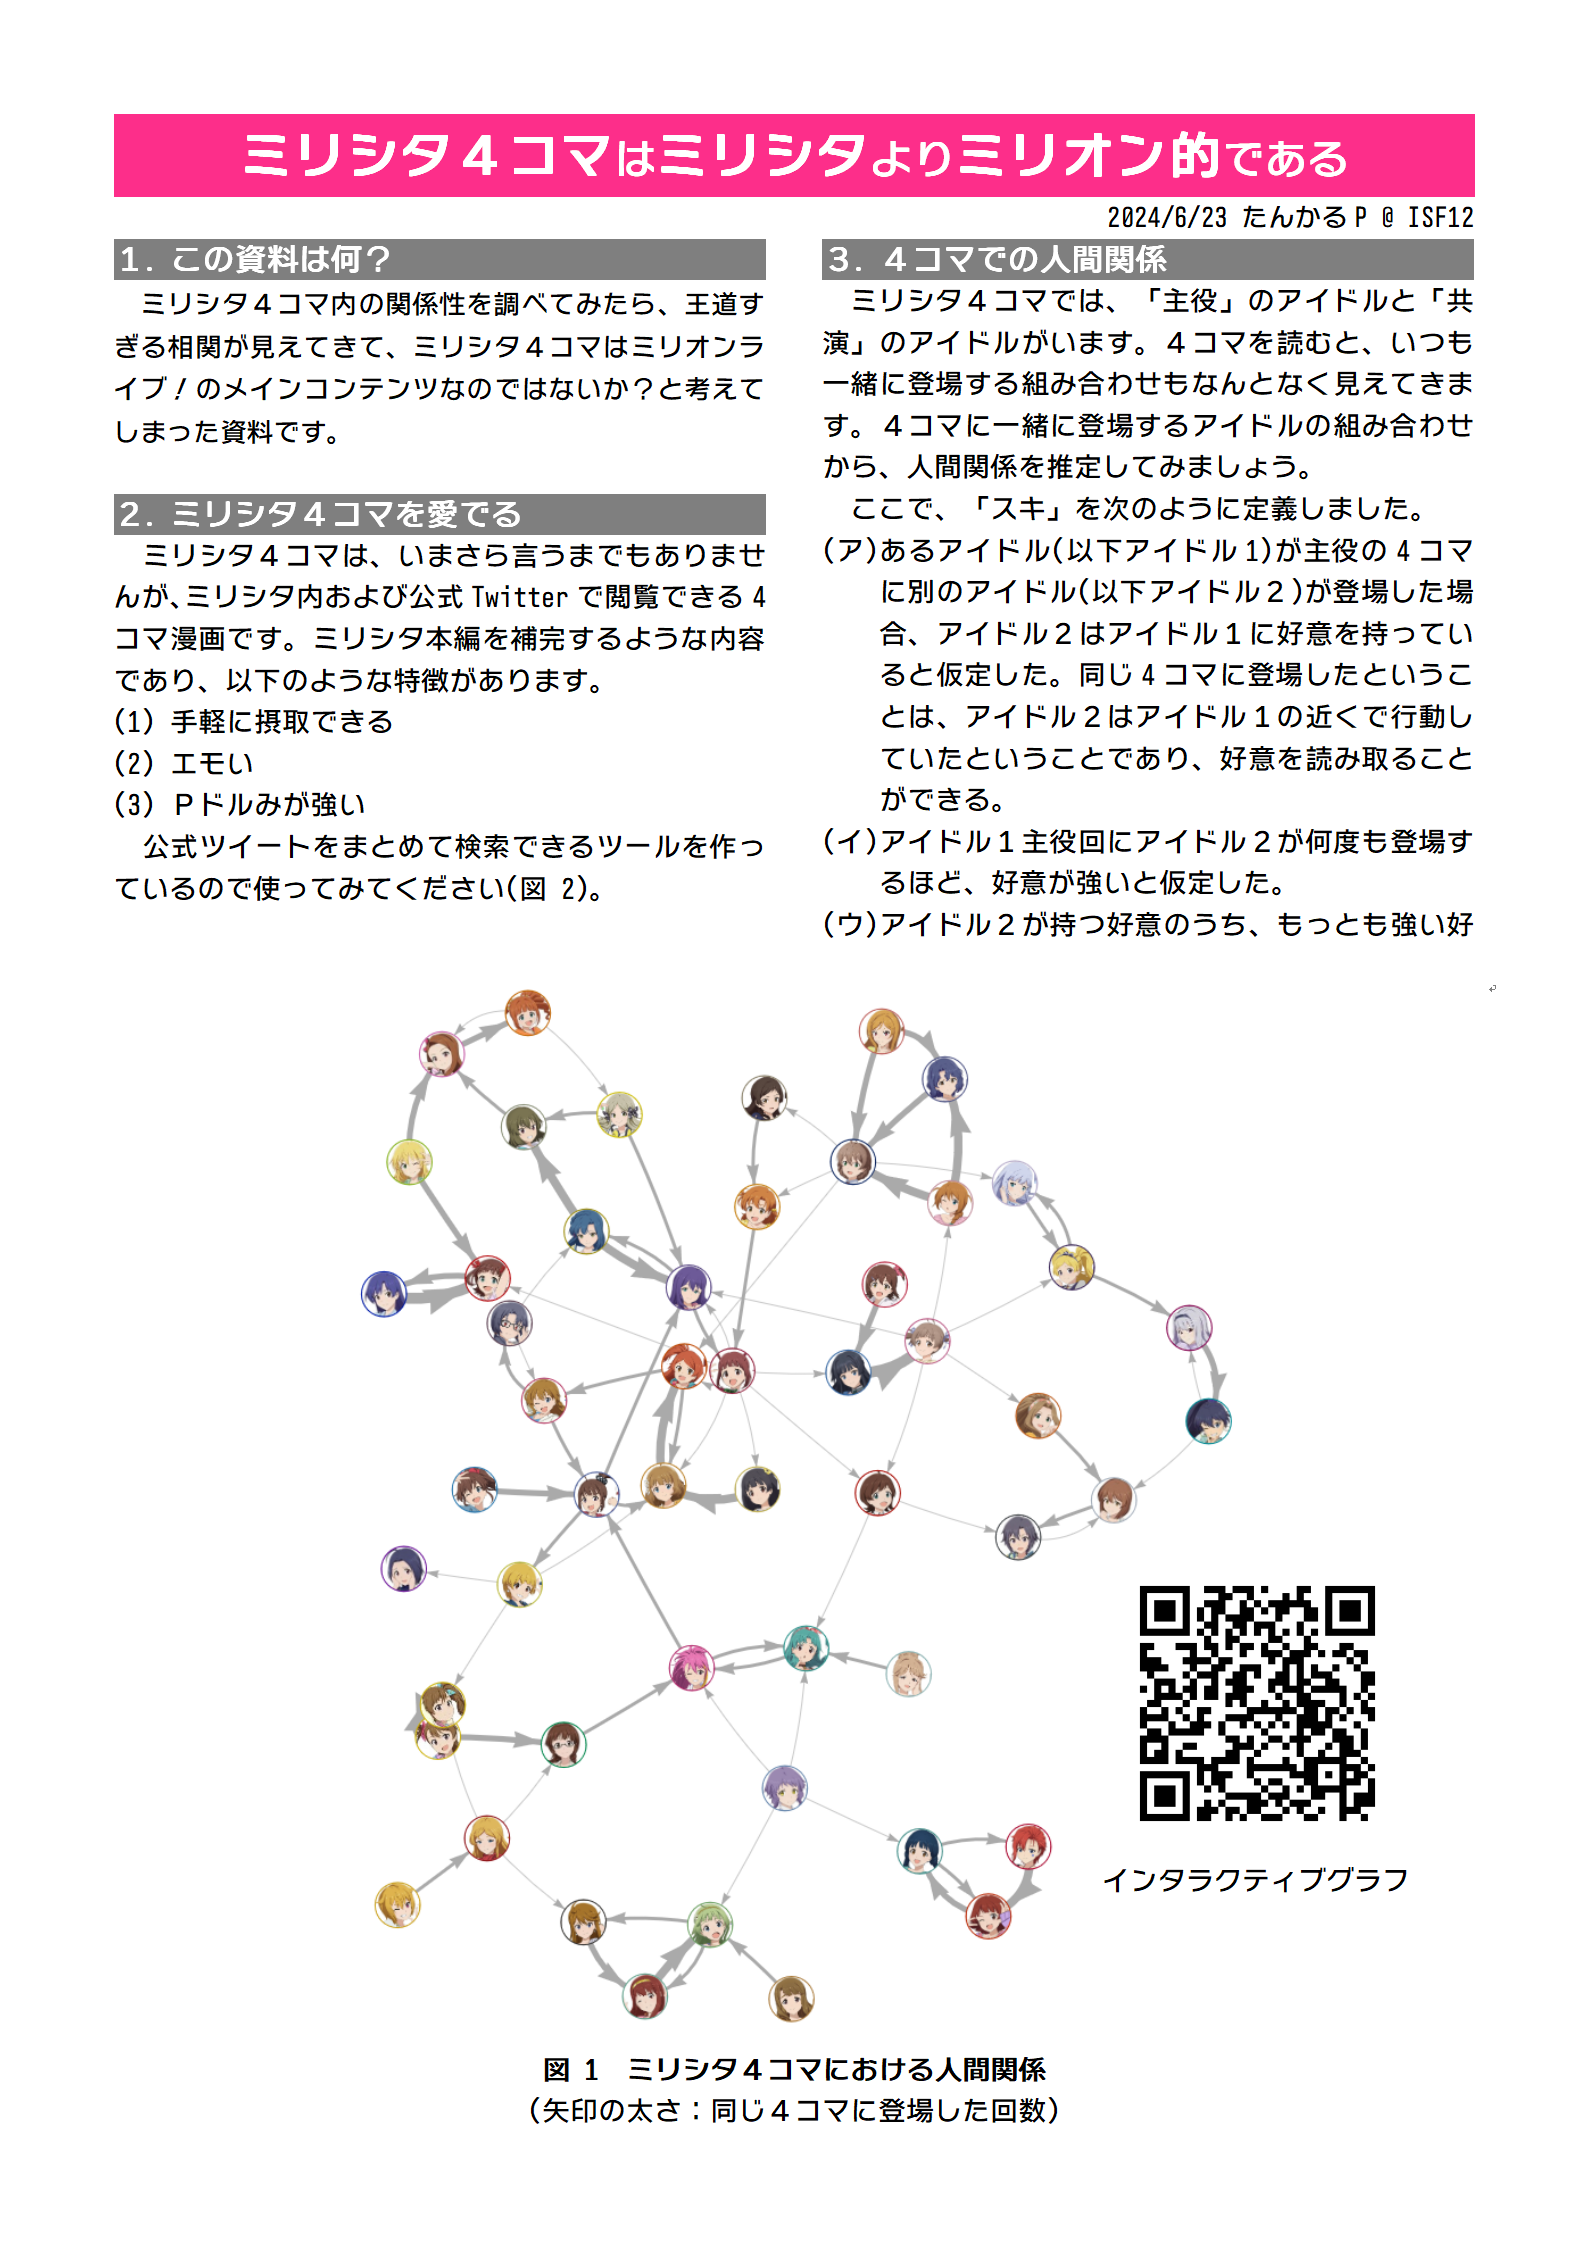 ミリシタ４コマはミリシタよりミリオン的である
2024/6/23 たんかるP @ ISF12
１．この資料は何？
ミリシタ４コマ内の関係性を調べてみたら、王道す
ぎる相関が見えてきて、ミリシタ４コマはミリオンラ
イブ！のメインコンテンツなのではないか？と考えて
しまった資料です。
２．ミリシタ４コマを愛でる
ミリシタ４コマは、いまさら言うまでもありませ
んが、ミリシタ内および公式 Twitter で閲覧できる 4
コマ漫画です。ミリシタ本編を補完するような内容
であり、以下のような特徴があります。
(1) 手軽に摂取できる
(2) エモい
(3) Ｐドルみが強い
公式ツイートをまとめて検索できるツールを作っ
ているので使ってみてください(図 2)。
３．４コマでの人間関係
ミリシタ４コマでは、「主役」のアイドルと「共
演」のアイドルがいます。４コマを読むと、いつも
一緒に登場する組み合わせもなんとなく見えてきま
す。４コマに一緒に登場するアイドルの組み合わせ
から、人間関係を推定してみましょう。
ここで、「スキ」を次のように定義しました。
(ア)あるアイドル(以下アイドル1)が主役の 4 コマ
に別のアイドル(以下アイドル２)が登場した場
合、アイドル２はアイドル１に好意を持ってい
ると仮定した。同じ 4 コマに登場したというこ
とは、アイドル２はアイドル１の近くで行動し
ていたということであり、好意を読み取ること
ができる。
(イ)アイドル１主役回にアイドル２が何度も登場す
るほど、好意が強いと仮定した。
(ウ)アイドル２が持つ好意のうち、もっとも強い好
インタラクティブグラフ
図 1　ミリシタ４コマにおける人間関係
（矢印の太さ：同じ４コマに登場した回数）